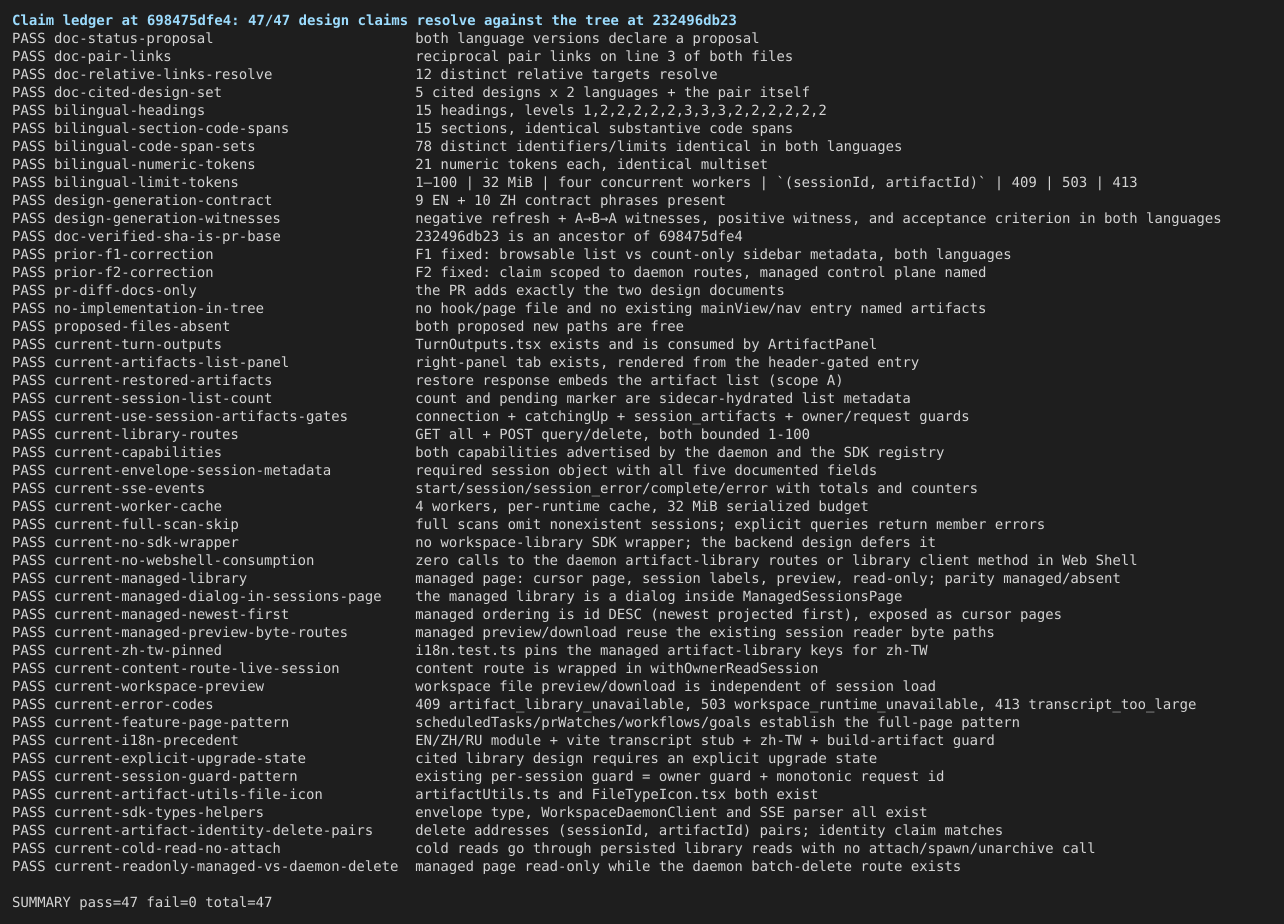 Claim ledger at 698475dfe4: 47/47 design claims resolve against the tree at 232496db23
PASS doc-status-proposal both language versions declare a proposal
PASS doc-pair-links reciprocal pair links on line 3 of both files
PASS doc-relative-links-resolve 12 distinct relative targets resolve
PASS doc-cited-design-set 5 cited designs x 2 languages + the pair itself
PASS bilingual-headings 15 headings, levels 1,2,2,2,2,2,3,3,3,2,2,2,2,2,2
PASS bilingual-section-code-spans 15 sections, identical substantive code spans
PASS bilingual-code-span-sets 78 distinct identifiers/limits identical in both languages
PASS bilingual-numeric-tokens 21 numeric tokens each, identical multiset
PASS bilingual-limit-tokens 1–100 | 32 MiB | four concurrent workers | `(sessionId, artifactId)` | 409 | 503 | 413
PASS design-generation-contract 9 EN + 10 ZH contract phrases present
PASS design-generation-witnesses negative refresh + A→B→A witnesses, positive witness, and acceptance criterion in both languages
PASS doc-verified-sha-is-pr-base 232496db23 is an ancestor of 698475dfe4
PASS prior-f1-correction F1 fixed: browsable list vs count-only sidebar metadata, both languages
PASS prior-f2-correction F2 fixed: claim scoped to daemon routes, managed control plane named
PASS pr-diff-docs-only the PR adds exactly the two design documents
PASS no-implementation-in-tree no hook/page file and no existing mainView/nav entry named artifacts
PASS proposed-files-absent both proposed new paths are free
PASS current-turn-outputs TurnOutputs.tsx exists and is consumed by ArtifactPanel
PASS current-artifacts-list-panel right-panel tab exists, rendered from the header-gated entry
PASS current-restored-artifacts restore response embeds the artifact list (scope A)
PASS current-session-list-count count and pending marker are sidecar-hydrated list metadata
PASS current-use-session-artifacts-gates connection + catchingUp + session_artifacts + owner/request guards
PASS current-library-routes GET all + POST query/delete, both bounded 1-100
PASS current-capabilities both capabilities advertised by the daemon and the SDK registry
PASS current-envelope-session-metadata required session object with all five documented fields
PASS current-sse-events start/session/session_error/complete/error with totals and counters
PASS current-worker-cache 4 workers, per-runtime cache, 32 MiB serialized budget
PASS current-full-scan-skip full scans omit nonexistent sessions; explicit queries return member errors
PASS current-no-sdk-wrapper no workspace-library SDK wrapper; the backend design defers it
PASS current-no-webshell-consumption zero calls to the daemon artifact-library routes or library client method in Web Shell
PASS current-managed-library managed page: cursor page, session labels, preview, read-only; parity managed/absent
PASS current-managed-dialog-in-sessions-page the managed library is a dialog inside ManagedSessionsPage
PASS current-managed-newest-first managed ordering is id DESC (newest projected first), exposed as cursor pages
PASS current-managed-preview-byte-routes managed preview/download reuse the existing session reader byte paths
PASS current-zh-tw-pinned i18n.test.ts pins the managed artifact-library keys for zh-TW
PASS current-content-route-live-session content route is wrapped in withOwnerReadSession
PASS current-workspace-preview workspace file preview/download is independent of session load
PASS current-error-codes 409 artifact_library_unavailable, 503 workspace_runtime_unavailable, 413 transcript_too_large
PASS current-feature-page-pattern scheduledTasks/prWatches/workflows/goals establish the full-page pattern
PASS current-i18n-precedent EN/ZH/RU module + vite transcript stub + zh-TW + build-artifact guard
PASS current-explicit-upgrade-state cited library design requires an explicit upgrade state
PASS current-session-guard-pattern existing per-session guard = owner guard + monotonic request id
PASS current-artifact-utils-file-icon artifactUtils.ts and FileTypeIcon.tsx both exist
PASS current-sdk-types-helpers envelope type, WorkspaceDaemonClient and SSE parser all exist
PASS current-artifact-identity-delete-pairs delete addresses (sessionId, artifactId) pairs; identity claim matches
PASS current-cold-read-no-attach cold reads go through persisted library reads with no attach/spawn/unarchive call
PASS current-readonly-managed-vs-daemon-delete managed page read-only while the daemon batch-delete route exists
SUMMARY pass=47 fail=0 total=47